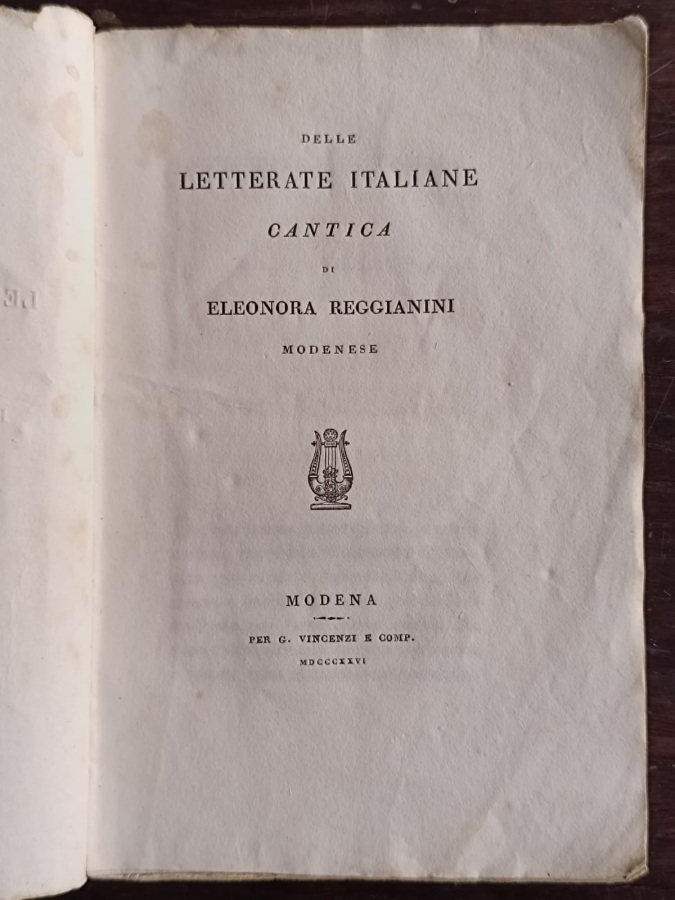 DELLE
LETTERATE ITALIANE
CANTICA
DI
ELEONORA REGGIANINI
MODENESE
MODENA
PER G. VINCENZI E COMP.
MDCCCXXVI